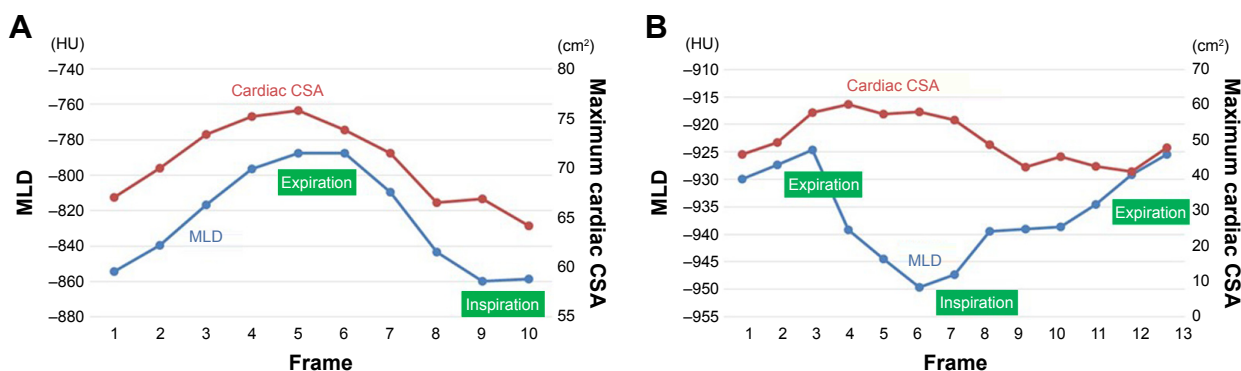 A
(HU)
(cm²)
–740
–760
–780
–800
–820
–840
–860
–880
MLD
80
75
70
65
60
55
Maximum cardiac CSA
Cardiac CSA
Expiration
MLD
Inspiration
1 2 3 4 5 6 7 8 9 10
Frame
B
(HU)
(cm²)
–910
–915
–920
–925
–930
–935
–940
–945
–950
–955
MLD
70
60
50
40
30
20
10
0
Maximum cardiac CSA
Cardiac CSA
Expiration
Expiration
MLD
Inspiration
1 2 3 4 5 6 7 8 9 10 11 12 13
Frame